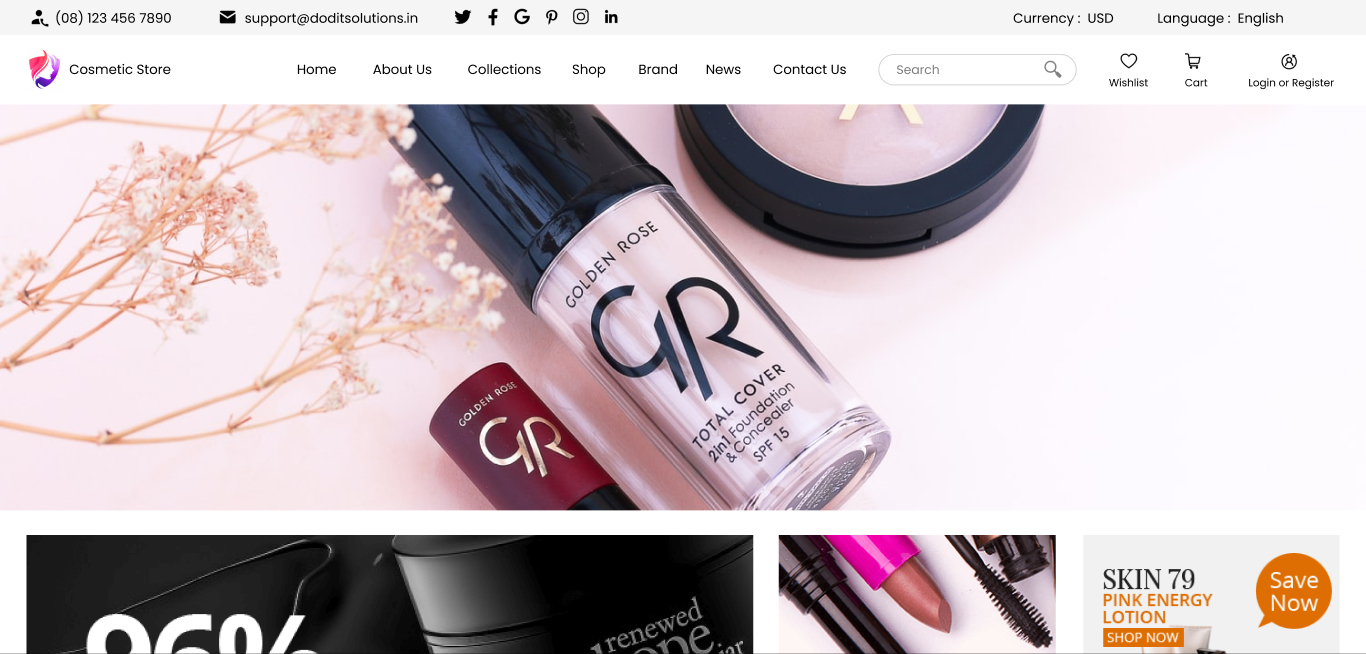 (08) 123 456 7890
support@doditsolutions.in
Currency : USD
Language : English
Cosmetic Store
Home
About Us
Collections
Shop
Brand
News
Contact Us
Search
Wishlist
Cart
Login or Register
GOLDEN ROSE
GR
TOTAL COVER
2in1 Foundation
& Concealer
SPF 15
GOLDEN ROSE
GR
96%
renewed
SKIN 79
PINK ENERGY
LOTION
SHOP NOW
Save
Now